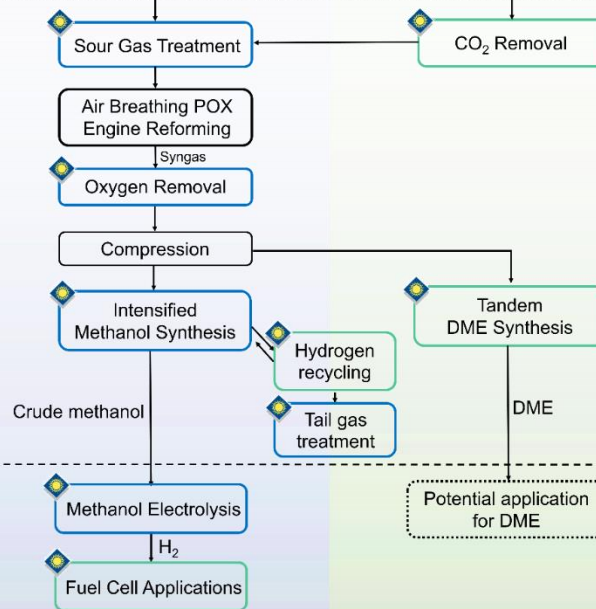 Sour Gas Treatment
CO₂ Removal
Air Breathing POX
Engine Reforming
Syngas
Oxygen Removal
Compression
Intensified
Methanol Synthesis
Tandem
DME Synthesis
Hydrogen
recycling
Crude methanol
DME
Tail gas
treatment
Methanol Electrolysis
Potential application
for DME
H₂
Fuel Cell Applications